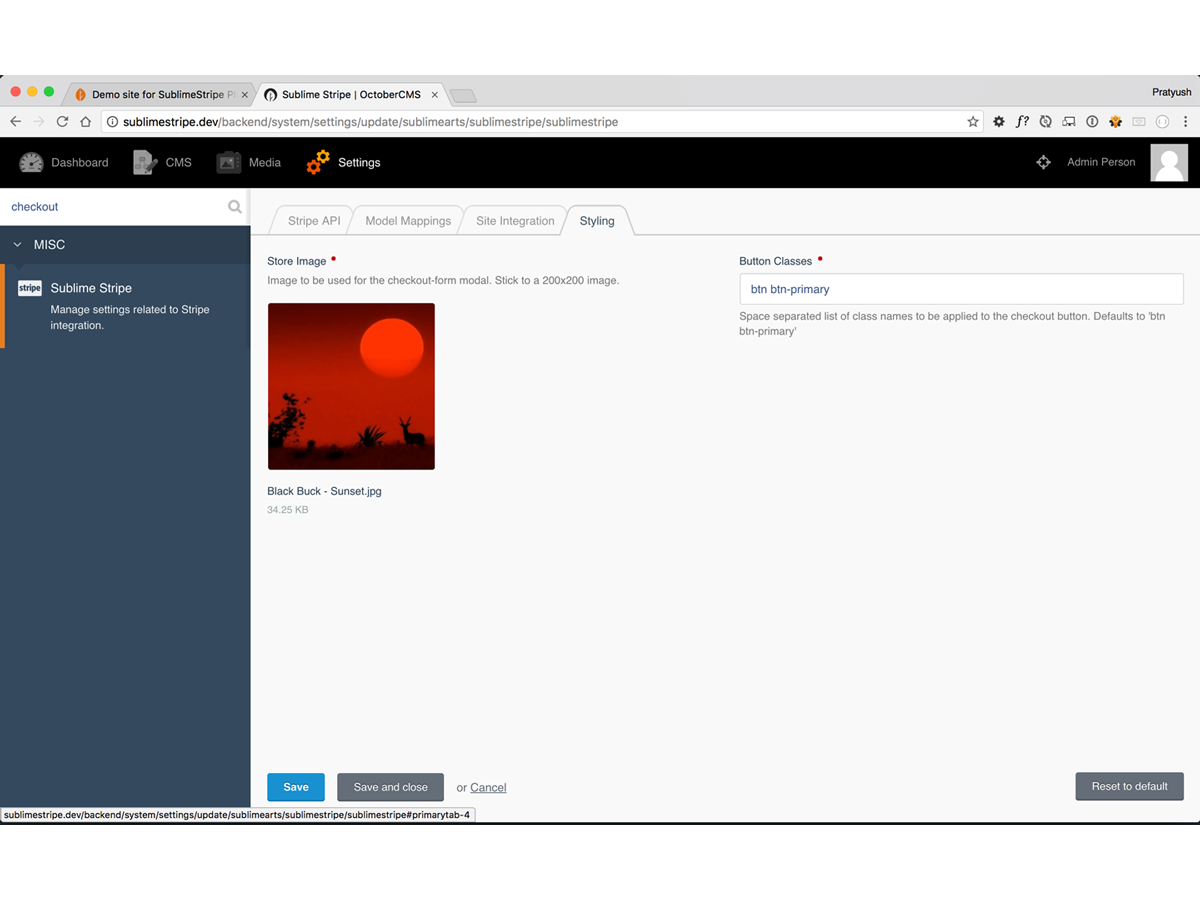 Demo site for SublimeStripe Pl
Sublime Stripe | OctoberCMS
Pratyush
sublimestripe.dev/backend/system/settings/update/sublimearts/sublimestripe/sublimestripe
f?
Dashboard
CMS
Media
Settings
Admin Person
checkout
MISC
stripe
Sublime Stripe
Manage settings related to Stripe
integration.
Stripe API
Model Mappings
Site Integration
Styling
Store Image
Image to be used for the checkout-form modal. Stick to a 200x200 image.
Black Buck - Sunset.jpg
34.25 KB
Button Classes
btn btn-primary
Space separated list of class names to be applied to the checkout button. Defaults to 'btn
btn-primary'
Save
Save and close
or Cancel
Reset to default
sublimestripe.dev/backend/system/settings/update/sublimearts/sublimestripe/sublimestripe#primarytab-4